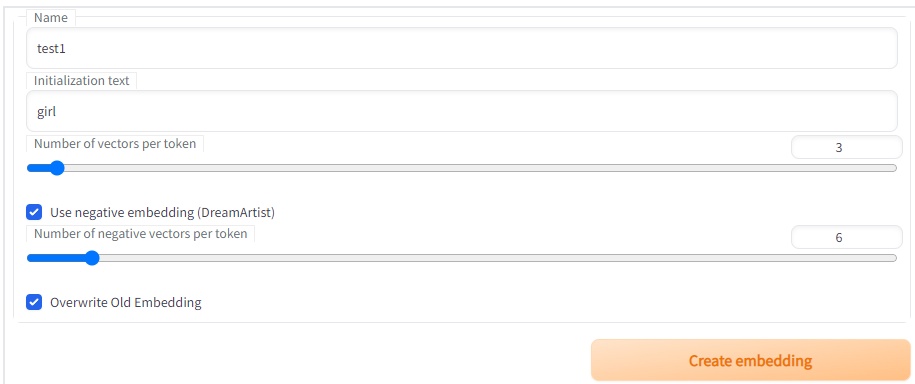 Name
test1
Initialization text
girl
Number of vectors per token
3
Use negative embedding (DreamArtist)
Number of negative vectors per token
6
Overwrite Old Embedding
Create embedding